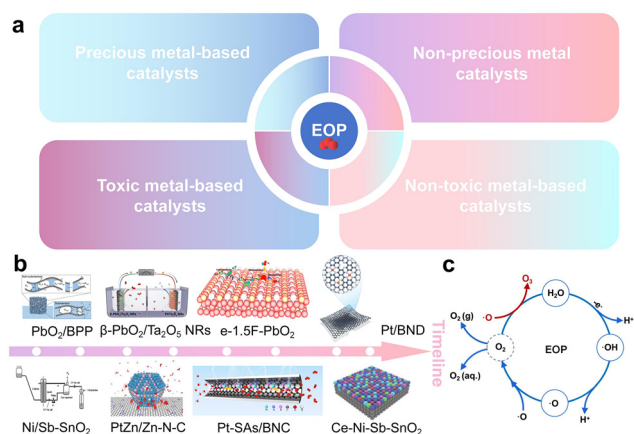 a
Precious metal-based
catalysts
Non-precious metal
catalysts
EOP
Toxic metal-based
catalysts
Non-toxic metal-based
catalysts
b
PbO₂/BPP
β-PbO₂/Ta₂O₅ NRs
e-1.5F-PbO₂
Pt/BND
Timeline
Ni/Sb-SnO₂
PtZn/Zn-N-C
Pt-SAs/BNC
Ce-Ni-Sb-SnO₂
c
O₃
H₂O
·O
O₂ (g)
H⁺
O₂
EOP
·OH
O₂ (aq.)
·O
·O
H⁺